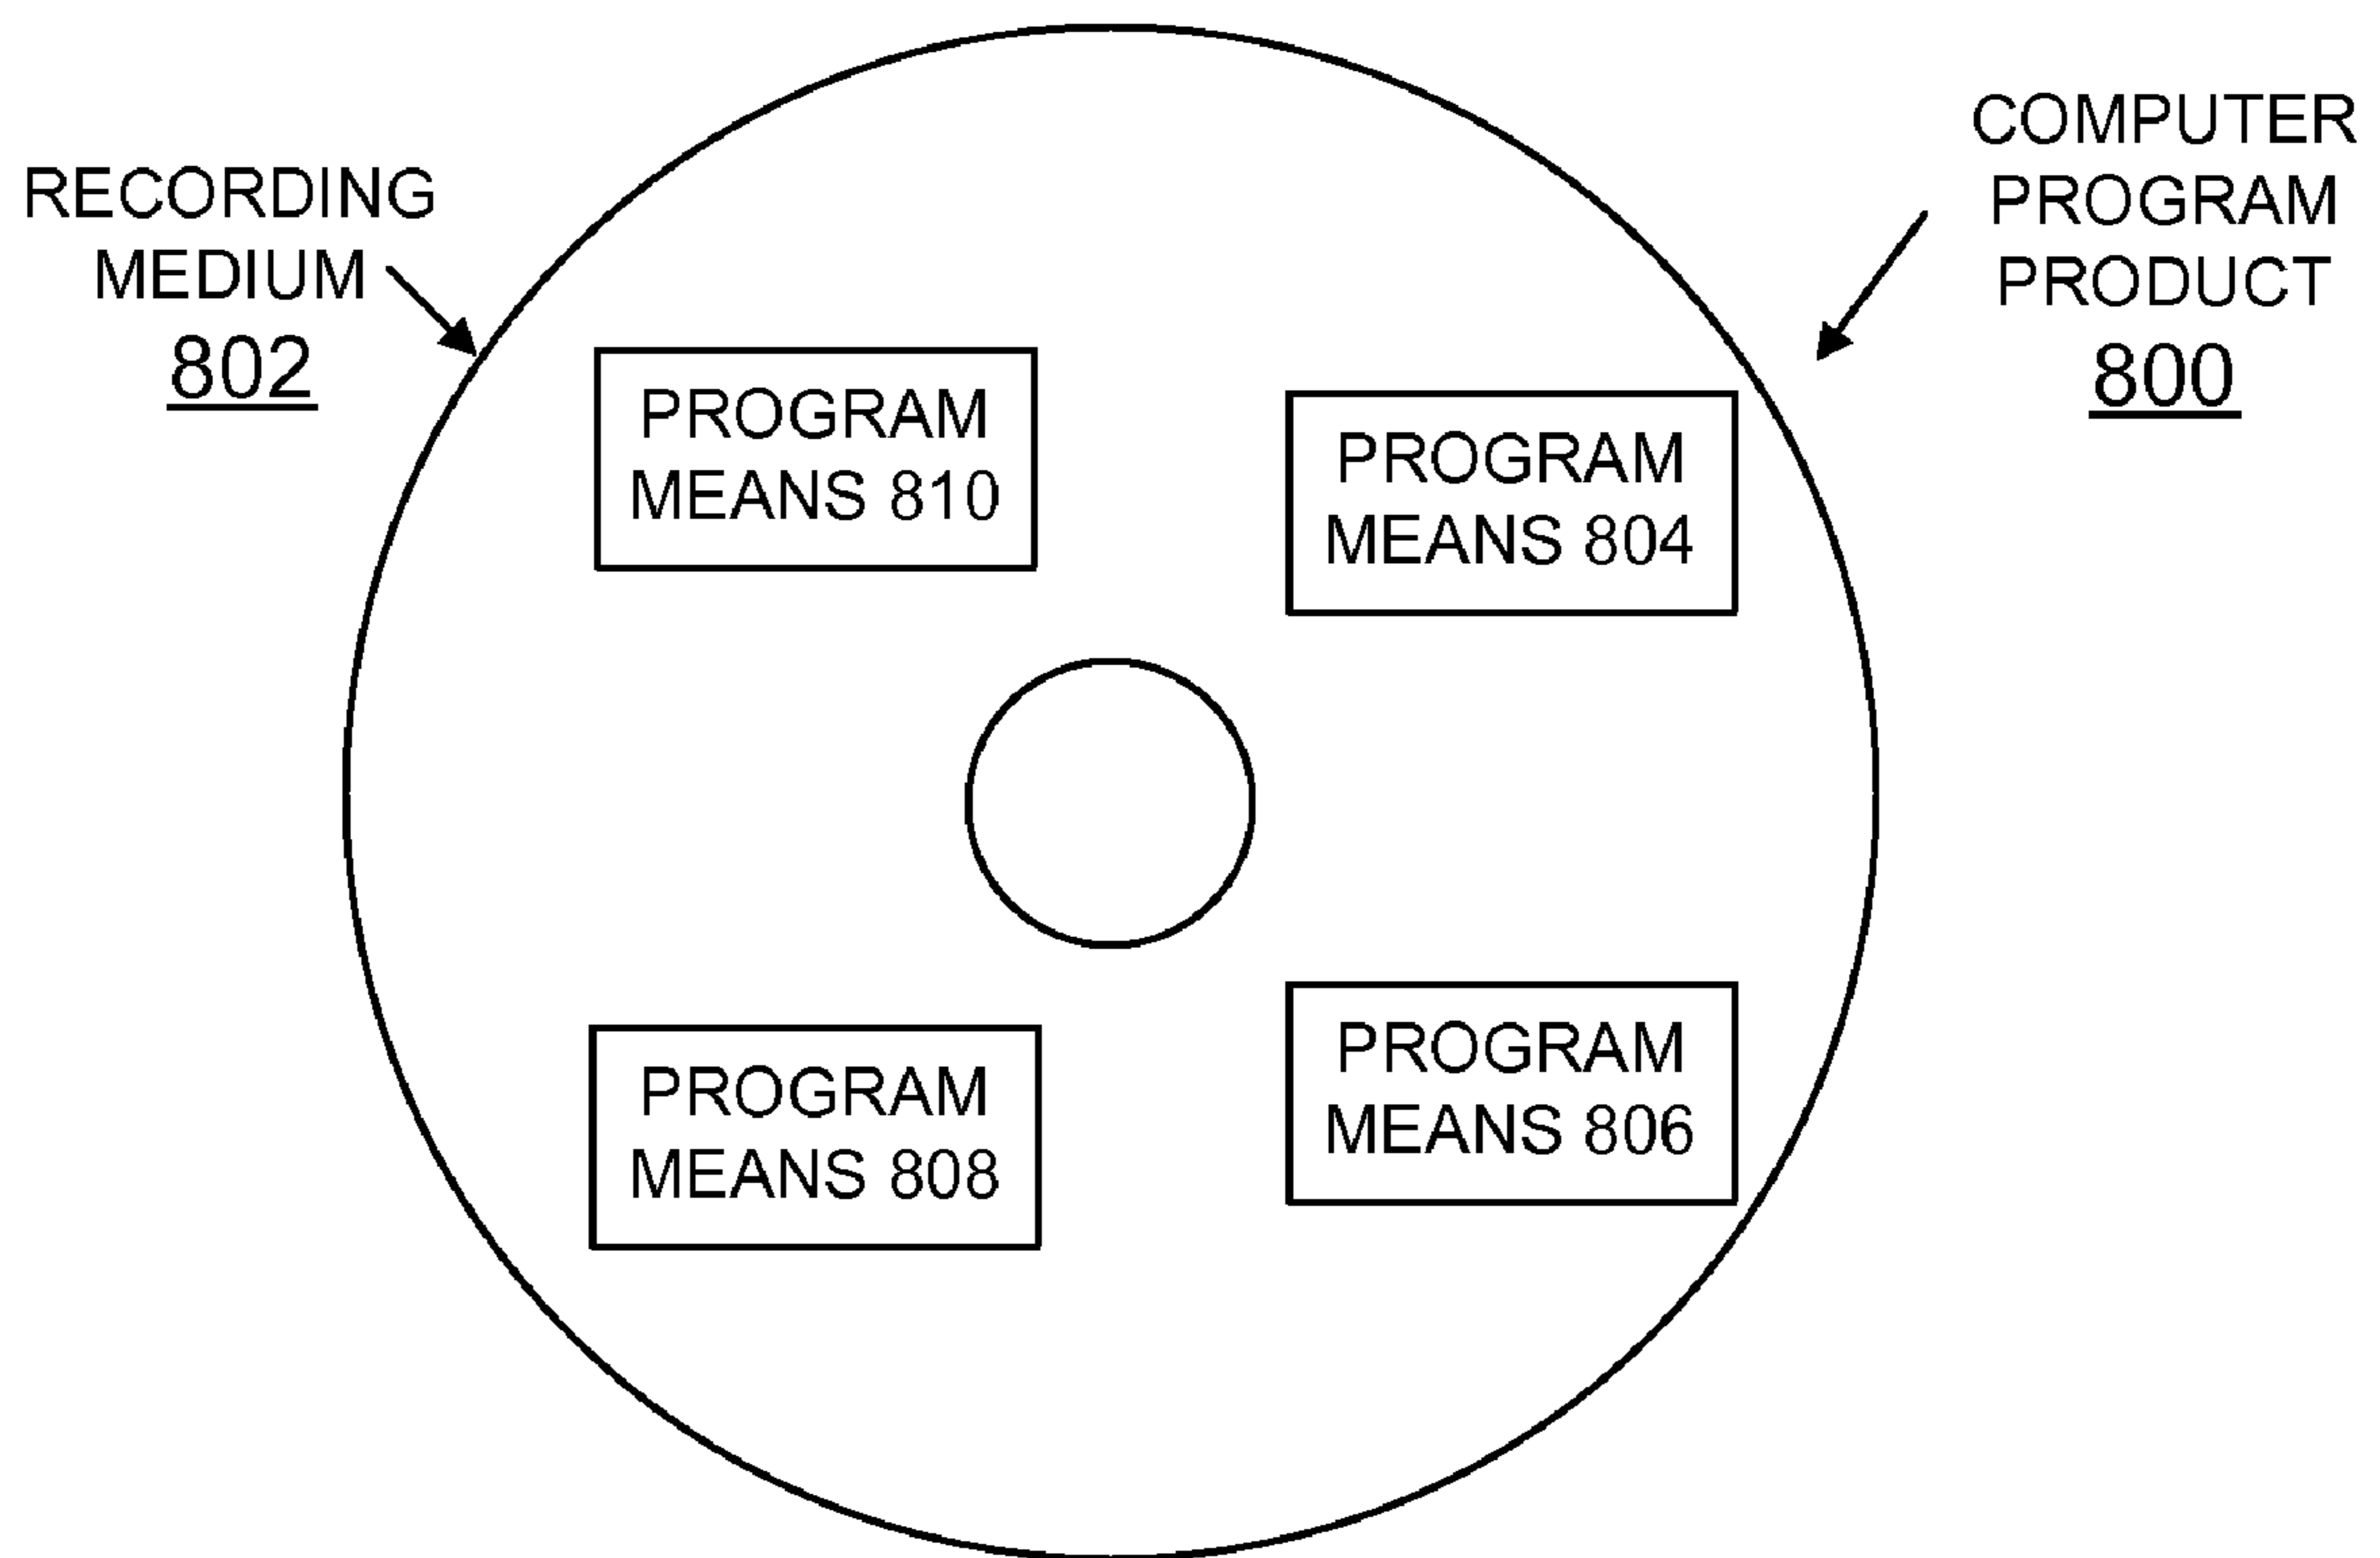 RECORDING
MEDIUM
802
COMPUTER
PROGRAM
PRODUCT
800
PROGRAM
MEANS 810
PROGRAM
MEANS 804
PROGRAM
MEANS 808
PROGRAM
MEANS 806